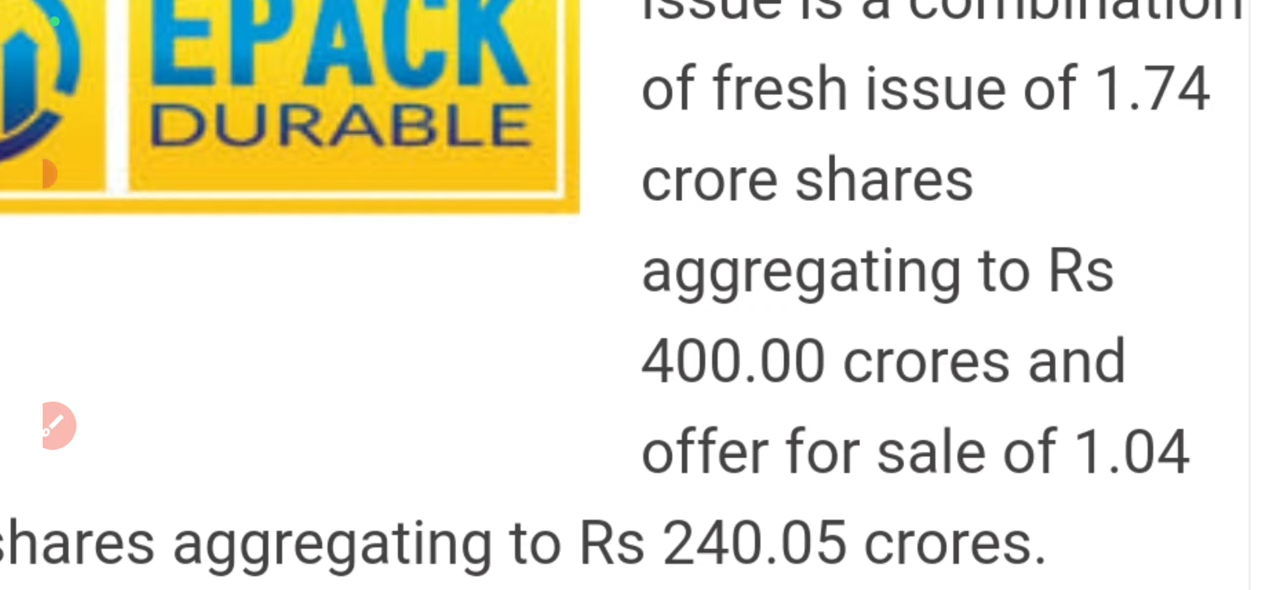 EPACK
DURABLE
issue is a combination
of fresh issue of 1.74
crore shares
aggregating to Rs
400.00 crores and
offer for sale of 1.04
shares aggregating to Rs 240.05 crores.